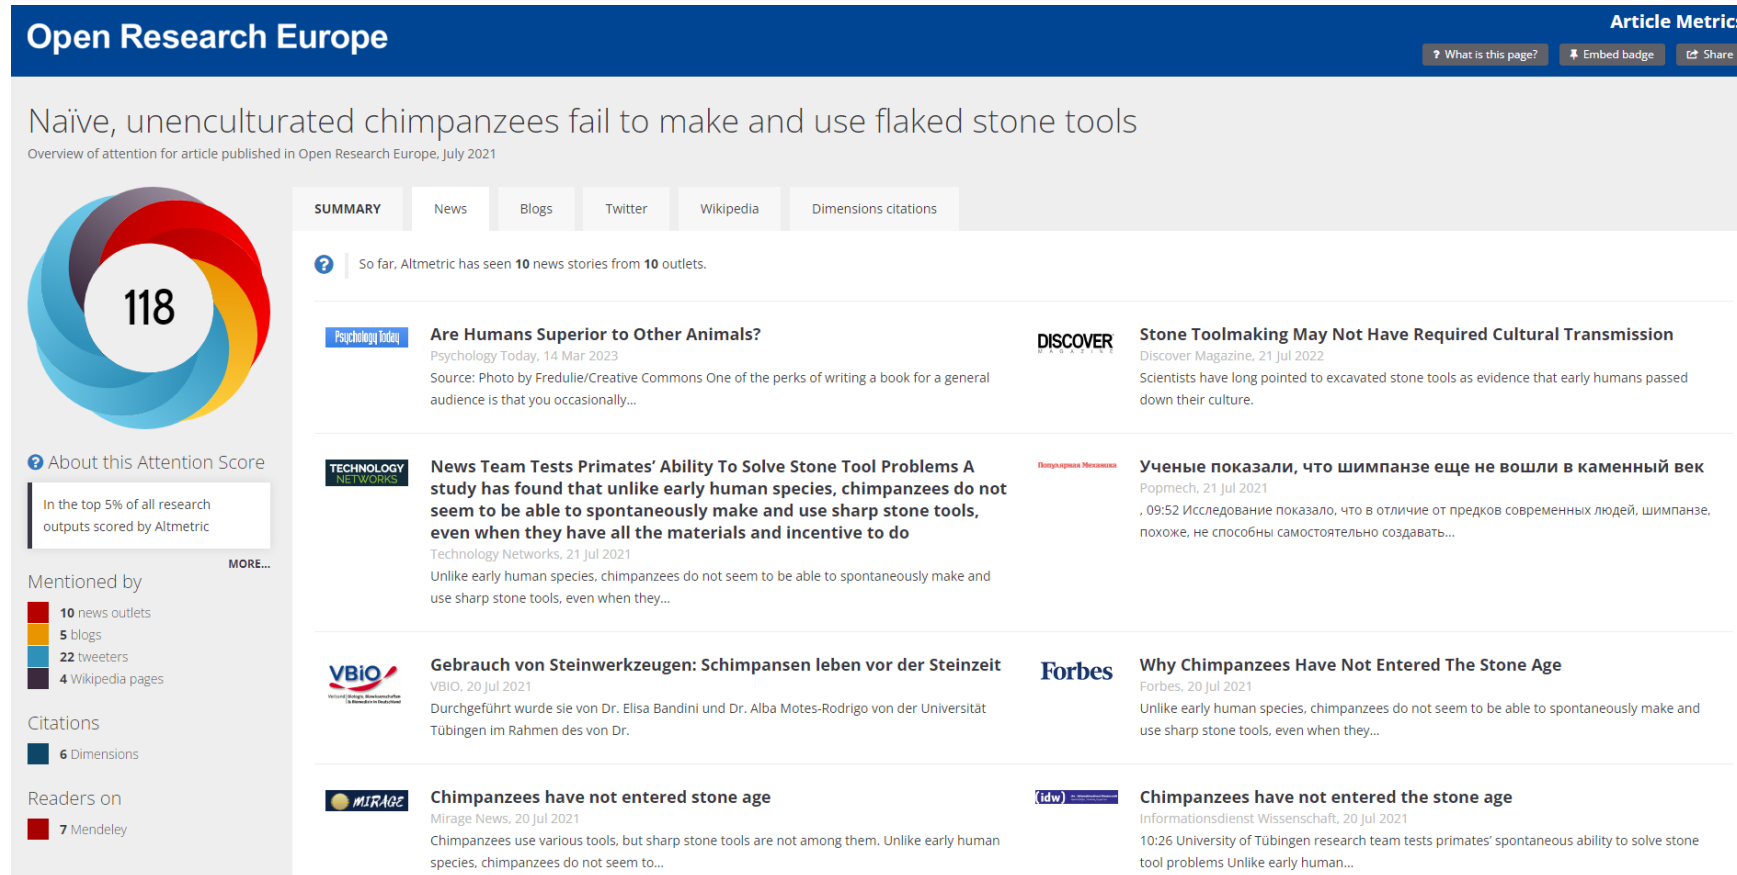 Open Research Europe
Article Metrics
? What is this page?
Embed badge
Share
Naïve, unenculturated chimpanzees fail to make and use flaked stone tools
Overview of attention for article published in Open Research Europe, July 2021
118
SUMMARY
News
Blogs
Twitter
Wikipedia
Dimensions citations
? So far, Altmetric has seen 10 news stories from 10 outlets.
? About this Attention Score
In the top 5% of all research
outputs scored by Altmetric
MORE...
Mentioned by
10 news outlets
5 blogs
22 tweeters
4 Wikipedia pages
Citations
6 Dimensions
Readers on
7 Mendeley
Psychology Today
Are Humans Superior to Other Animals?
Psychology Today, 14 Mar 2023
Source: Photo by Fredulie/Creative Commons One of the perks of writing a book for a general
audience is that you occasionally...
DISCOVER
MAGAZINE
Stone Toolmaking May Not Have Required Cultural Transmission
Discover Magazine, 21 Jul 2022
Scientists have long pointed to excavated stone tools as evidence that early humans passed
down their culture.
TECHNOLOGY
NETWORKS
News Team Tests Primates’ Ability To Solve Stone Tool Problems A
study has found that unlike early human species, chimpanzees do not
seem to be able to spontaneously make and use sharp stone tools,
even when they have all the materials and incentive to do
Technology Networks, 21 Jul 2021
Unlike early human species, chimpanzees do not seem to be able to spontaneously make and
use sharp stone tools, even when they...
Популярная Механика
Ученые показали, что шимпанзе еще не вошли в каменный век
Popmech, 21 Jul 2021
, 09:52 Исследование показало, что в отличие от предков современных людей, шимпанзе,
похоже, не способны самостоятельно создавать...
VBIO
Verband | Biologie, Biowissenschaften
& Biomedizin in Deutschland
Gebrauch von Steinwerkzeugen: Schimpansen leben vor der Steinzeit
VBIO, 20 Jul 2021
Durchgeführt wurde sie von Dr. Elisa Bandini und Dr. Alba Motes-Rodrigo von der Universität
Tübingen im Rahmen des von Dr.
Forbes
Why Chimpanzees Have Not Entered The Stone Age
Forbes, 20 Jul 2021
Unlike early human species, chimpanzees do not seem to be able to spontaneously make and
use sharp stone tools, even when they...
MIRAGE
Chimpanzees have not entered stone age
Mirage News, 20 Jul 2021
Chimpanzees use various tools, but sharp stone tools are not among them. Unlike early human
species, chimpanzees do not seem to...
(idw)
Chimpanzees have not entered the stone age
Informationsdienst Wissenschaft, 20 Jul 2021
10:26 University of Tübingen research team tests primates’ spontaneous ability to solve stone
tool problems Unlike early human...